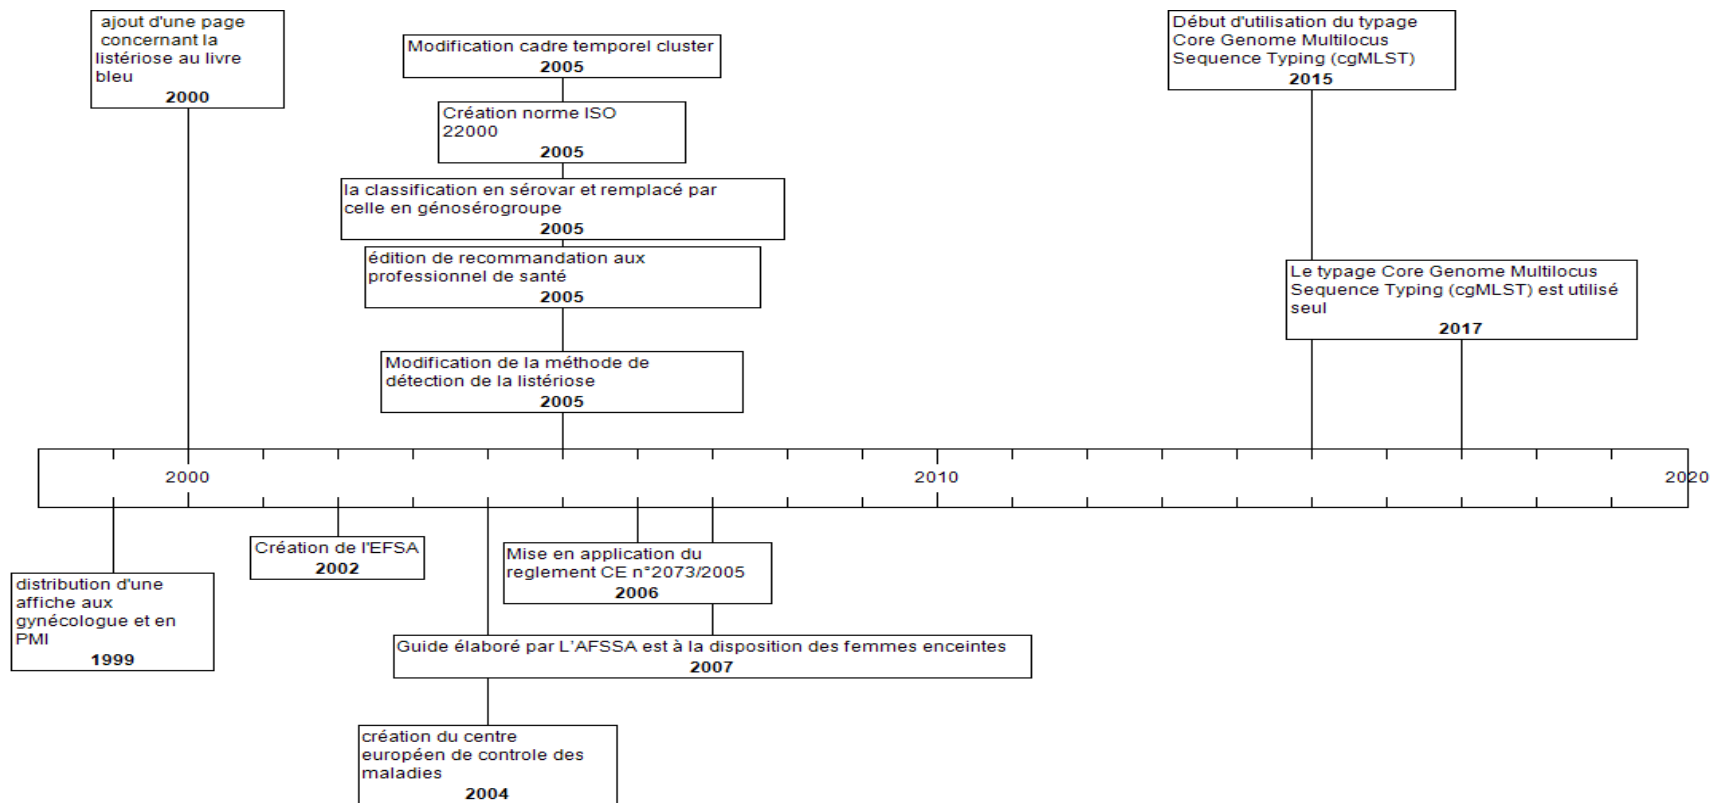 ajout d'une page
concernant la
listériose au livre
bleu
2000
Modification cadre temporel cluster
2005
Création norme ISO
22000
2005
la classification en sérovar et remplacé par
celle en génosérogroupe
2005
édition de recommandation aux
professionnel de santé
2005
Modification de la méthode de
détection de la listériose
2005
Début d'utilisation du typage
Core Genome Multilocus
Sequence Typing (cgMLST)
2015
Le typage Core Genome Multilocus
Sequence Typing (cgMLST) est utilisé
seul
2017
2000
2010
2020
distribution d'une
affiche aux
gynécologue et en
PMI
1999
Création de l'EFSA
2002
Mise en application du
reglement CE n°2073/2005
2006
Guide élaboré par L'AFSSA est à la disposition des femmes enceintes
2007
création du centre
européen de controle des
maladies
2004